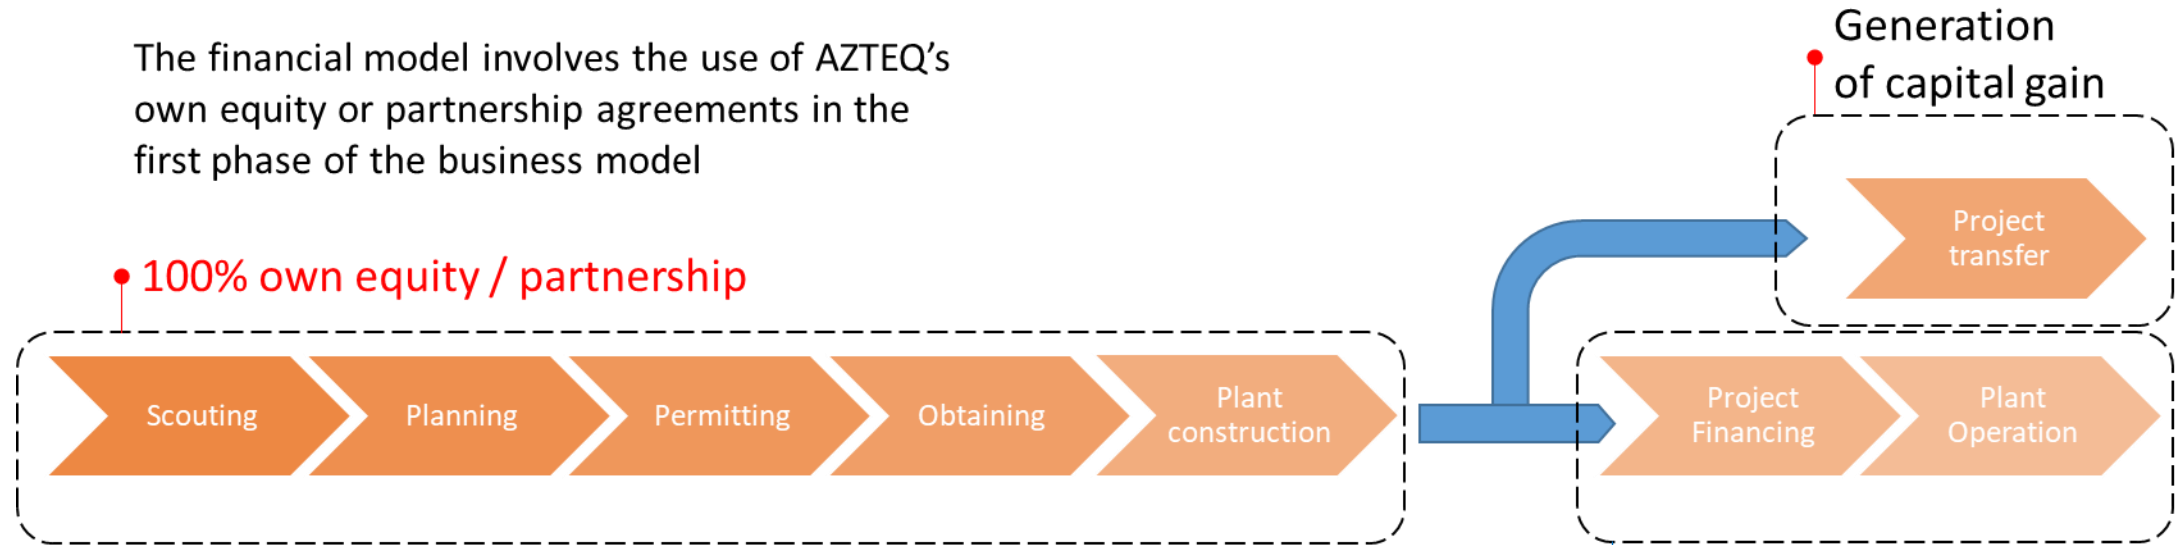 The financial model involves the use of AZTEQ’s
own equity or partnership agreements in the
first phase of the business model
Generation
of capital gain
100% own equity / partnership
Project
transfer
Scouting
Planning
Permitting
Obtaining
Plant
construction
Project
Financing
Plant
Operation